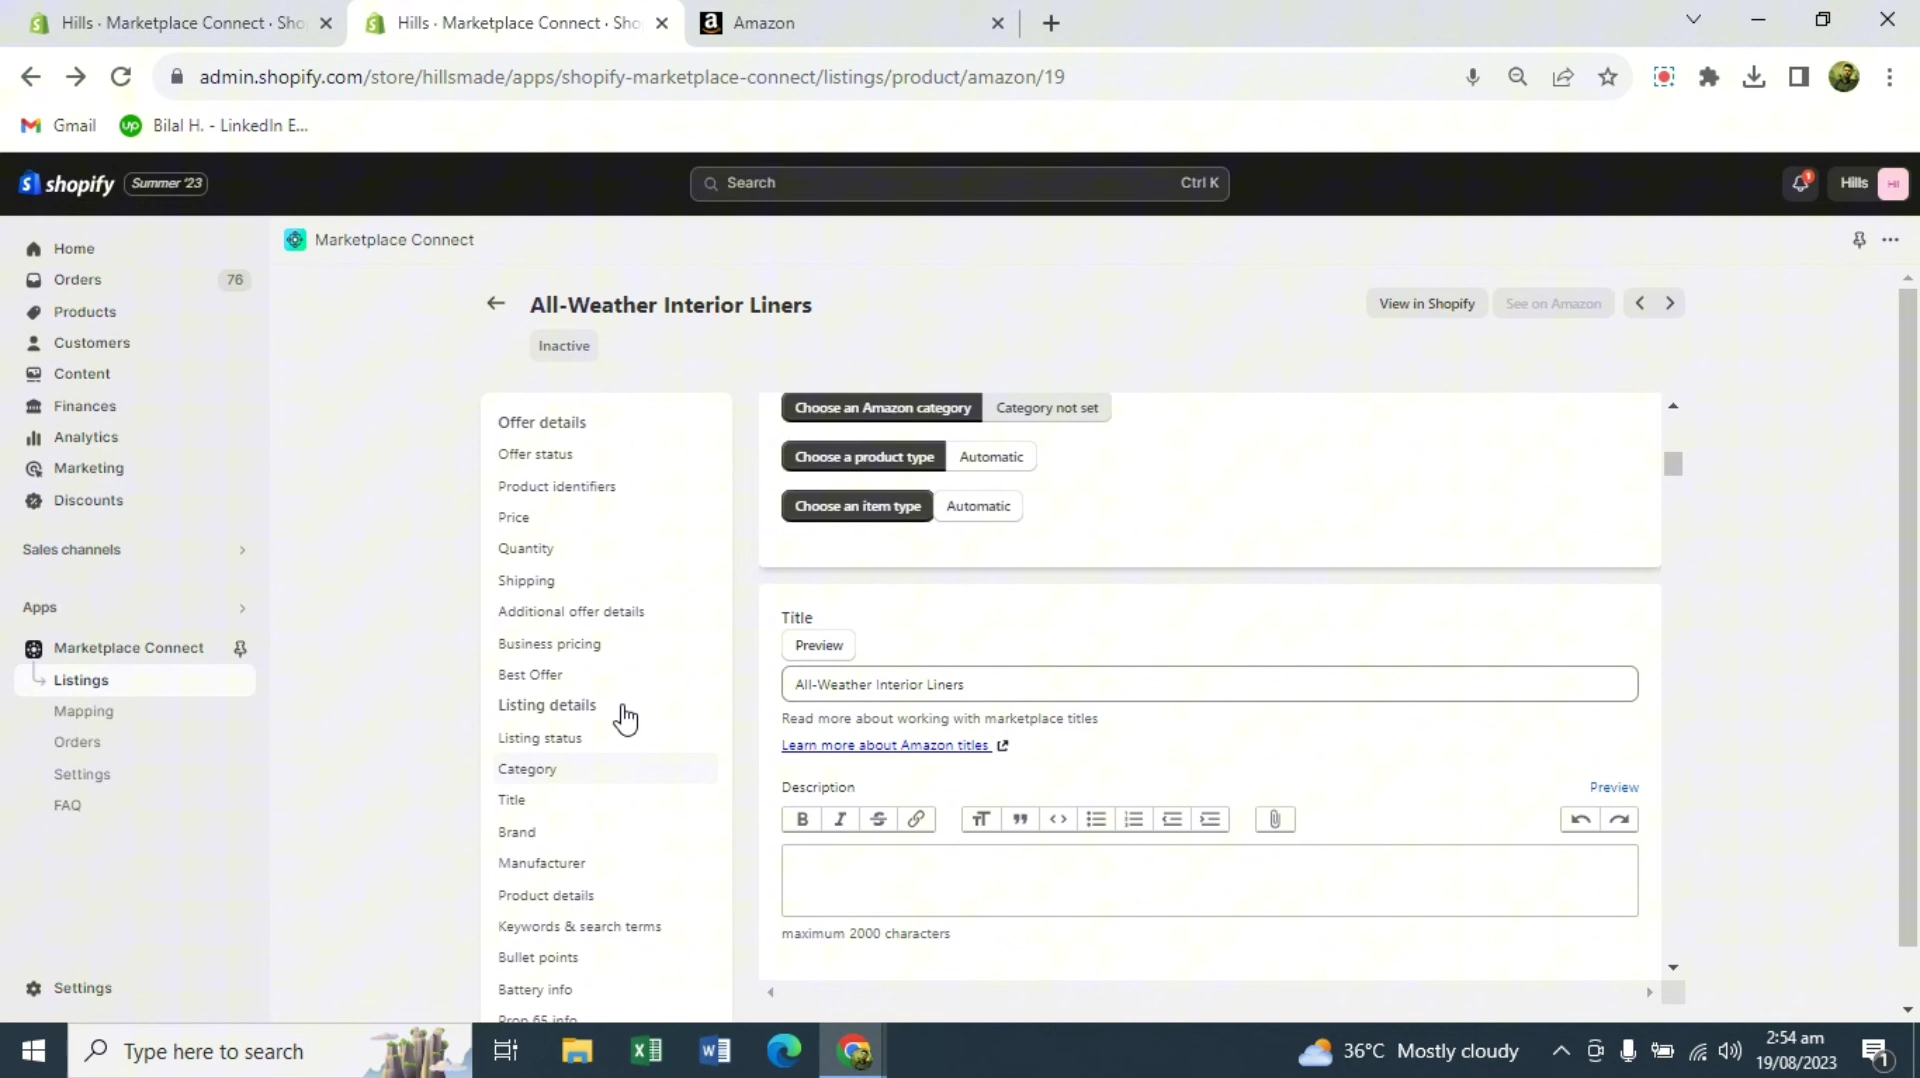 Hills · Marketplace Connect · Sho
Hills · Marketplace Connect · Sho
Amazon
admin.shopify.com/store/hillsmade/apps/shopify-marketplace-connect/listings/product/amazon/19
Gmail
up
Bilal H. - LinkedIn E...
shopify
Summer '23
Search
Ctrl K
1
Hills
HI
Home
Orders
76
Products
Customers
Content
Finances
Analytics
Marketing
Discounts
Sales channels
Apps
Marketplace Connect
Listings
Mapping
Orders
Settings
FAQ
Settings
Marketplace Connect
All-Weather Interior Liners
Inactive
View in Shopify
See on Amazon
Offer details
Offer status
Product identifiers
Price
Quantity
Shipping
Additional offer details
Business pricing
Best Offer
Listing details
Listing status
Category
Title
Brand
Manufacturer
Product details
Keywords & search terms
Bullet points
Battery info
Prop 65 info
Choose an Amazon category
Category not set
Choose a product type
Automatic
Choose an item type
Automatic
Title
Preview
All-Weather Interior Liners
Read more about working with marketplace titles
Learn more about Amazon titles
Description
Preview
maximum 2000 characters
Type here to search
36°C Mostly cloudy
2:54 am
19/08/2023
1